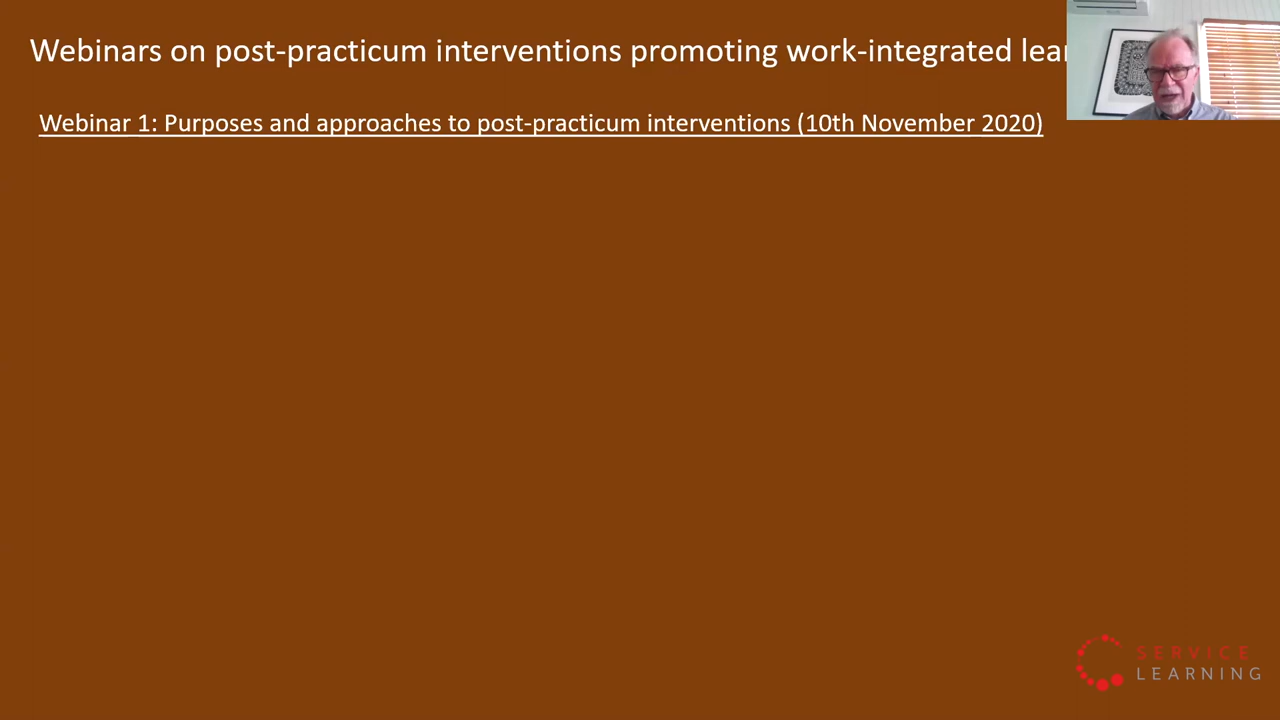 Webinars on post-practicum interventions promoting work-integrated
Webinar 1: Purposes and approaches to post-practicum interventions (10th November 2020)
SERVICE
LEARNING